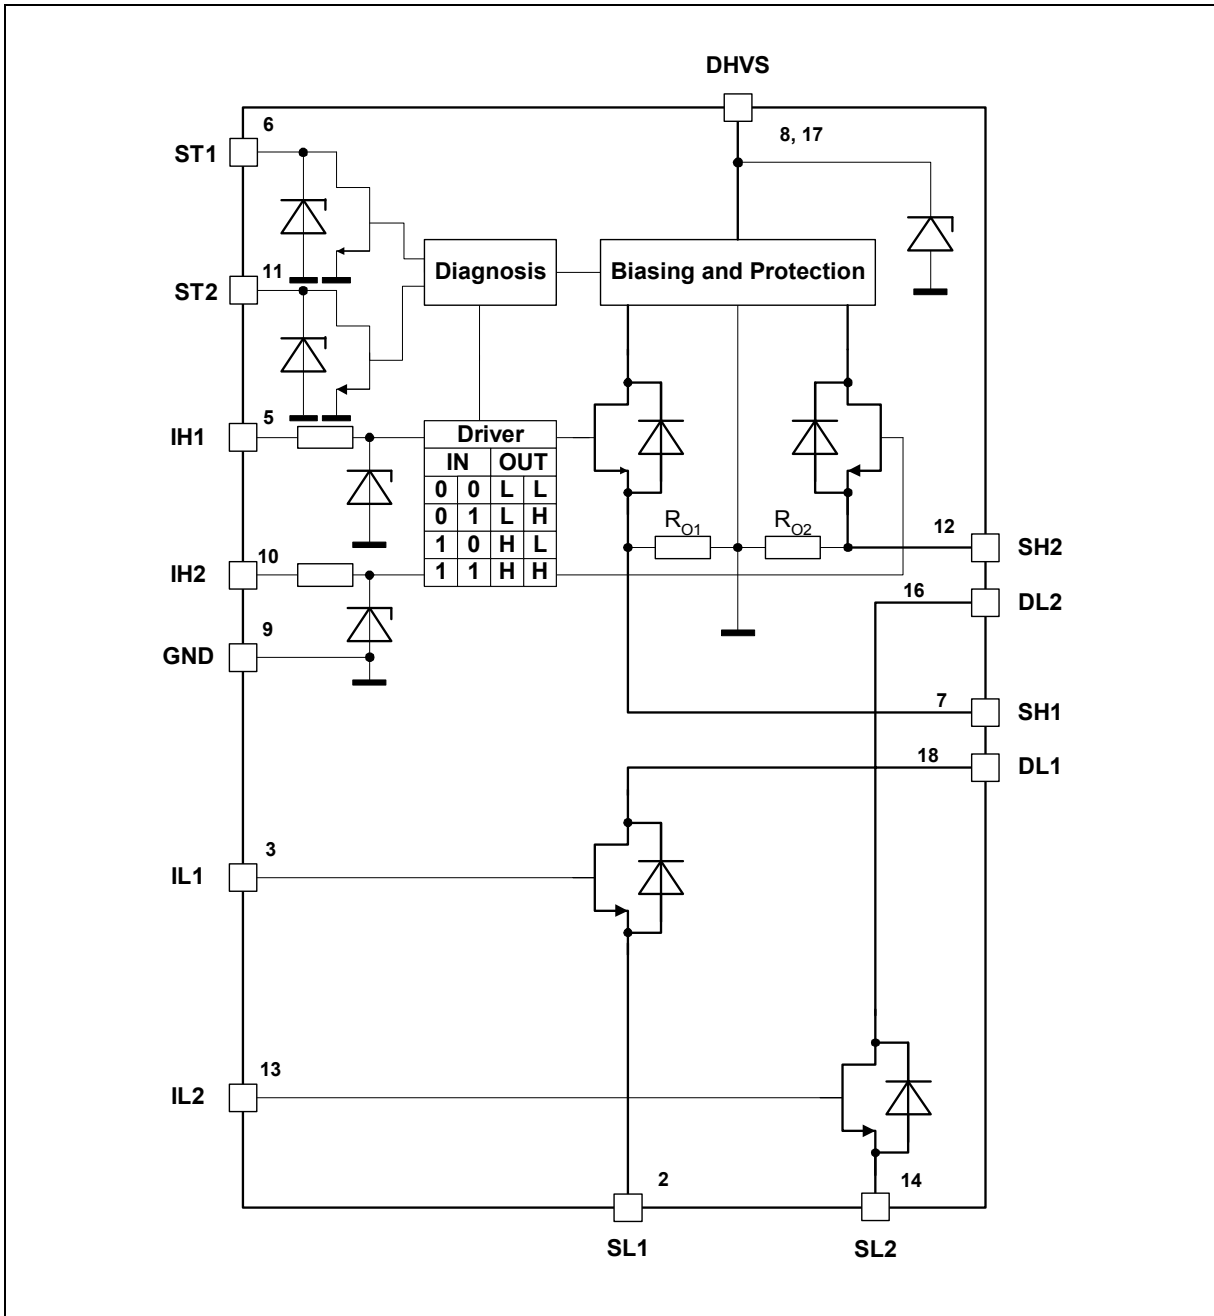 DHVS
8, 17
6
ST1
11
ST2
Diagnosis
Biasing and Protection
5
IH1
Driver
IN OUT
0 0 L L
0 1 L H
1 0 H L
1 1 H H
RO1
RO2
12
SH2
10
IH2
16
DL2
9
GND
7
SH1
18
DL1
3
IL1
13
IL2
2
14
SL1
SL2